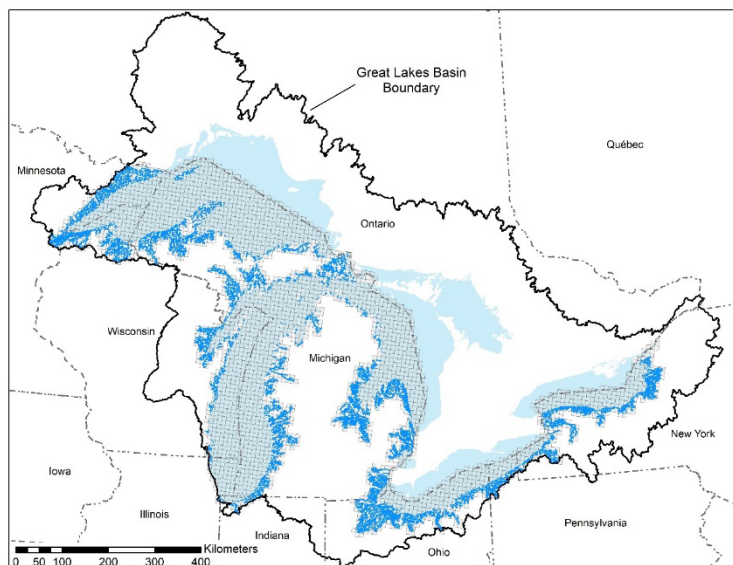 Great Lakes Basin
Boundary
Québec
Minnesota
Ontario
Wisconsin
Michigan
New York
Iowa
Illinois
Indiana
Ohio
Pennsylvania
Kilometers
0 50 100 200 300 400